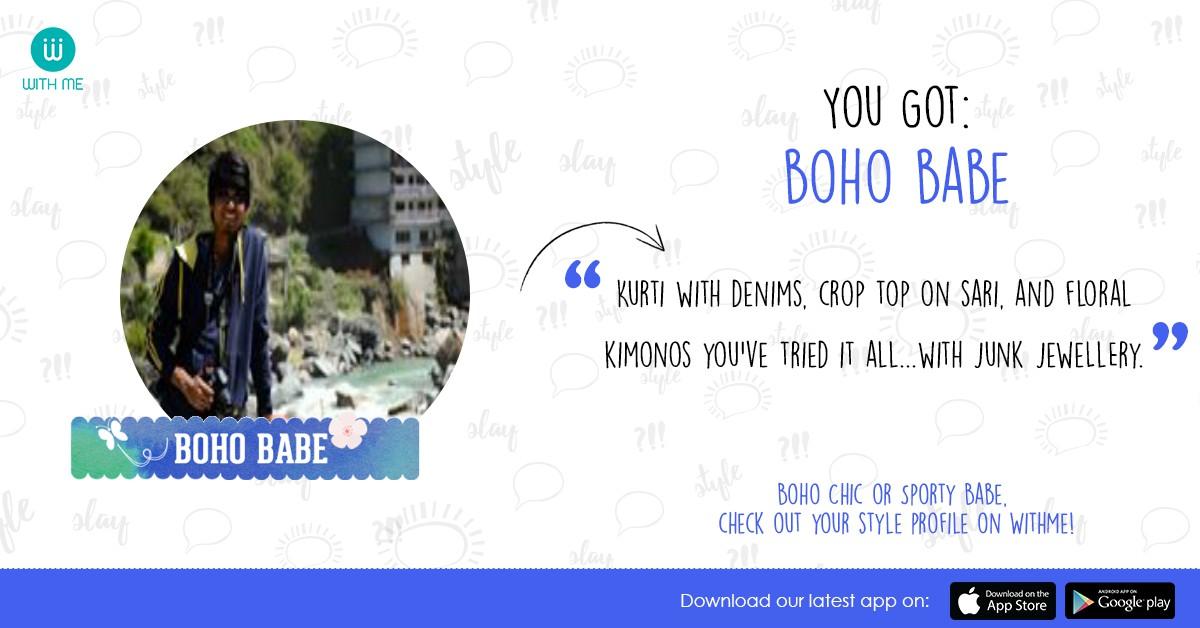 WITH ME
YOU GOT:
BOHO BABE
“ KURTI WITH DENIMS, CROP TOP ON SARI, AND FLORAL
KIMONOS YOU'VE TRIED IT ALL...WITH JUNK JEWELLERY. ”
BOHO BABE
BOHO CHIC OR SPORTY BABE,
CHECK OUT YOUR STYLE PROFILE ON WITHME!
Download our latest app on:
Download on the
App Store
ANDROID APP ON
Google play
style
slay
?!!